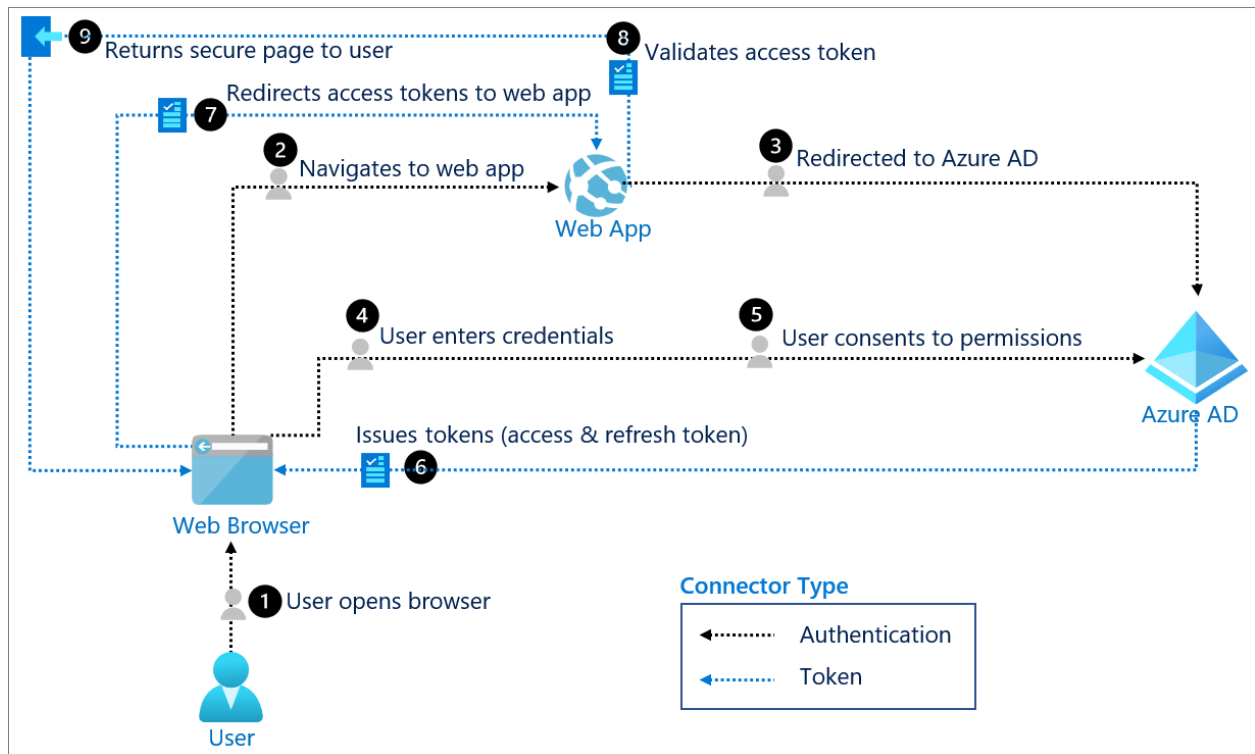 9 Returns secure page to user
8 Validates access token
7 Redirects access tokens to web app
2 Navigates to web app
3 Redirected to Azure AD
Web App
4 User enters credentials
5 User consents to permissions
Azure AD
Issues tokens (access & refresh token)
6
Web Browser
1 User opens browser
User
Connector Type
Authentication
Token